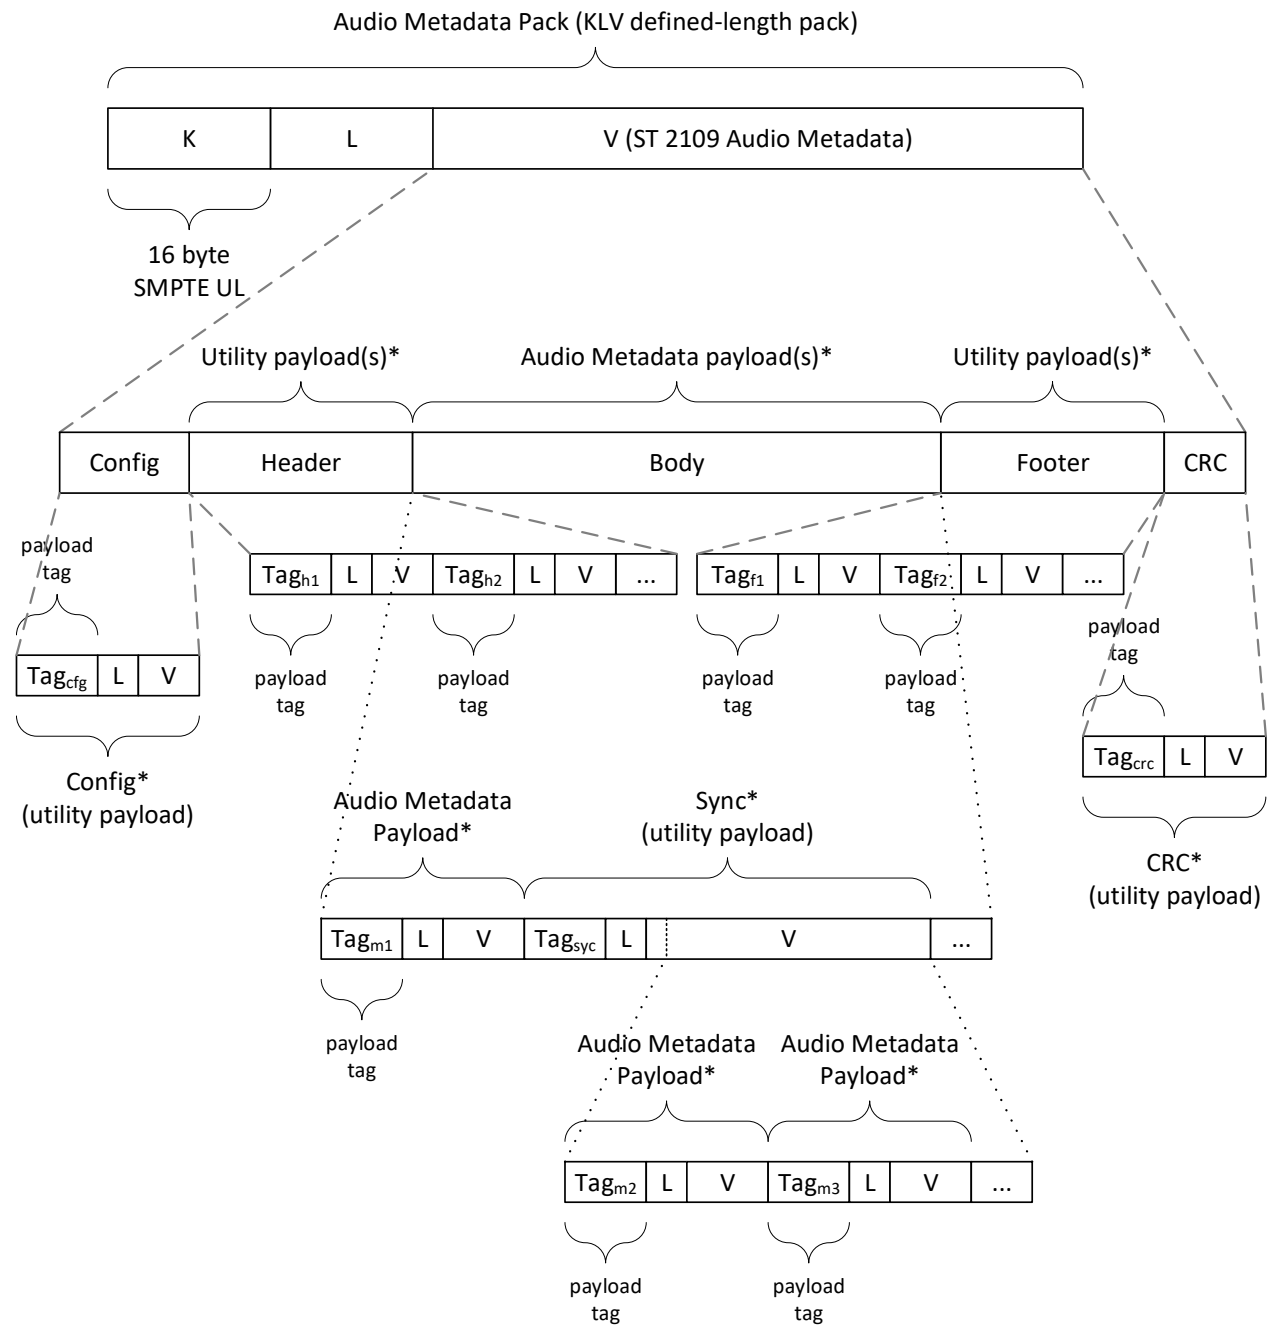 Audio Metadata Pack (KLV defined-length pack)
K L V (ST 2109 Audio Metadata)
16 byte
SMPTE UL
Utility payload(s)* Audio Metadata payload(s)* Utility payload(s)*
Config Header Body Footer CRC
payload
tag
Tagh1 L V Tagh2 L V ...
Tagf1 L V Tagf2 L V ...
payload
tag
Tagcfg L V
payload
tag
payload
tag
payload
tag
payload
tag
Config*
(utility payload)
Tagcrc L V
CRC*
(utility payload)
Audio Metadata
Payload*
Sync*
(utility payload)
Tagm1 L V Tagsyc L V ...
payload
tag
Audio Metadata
Payload*
Audio Metadata
Payload*
Tagm2 L V Tagm3 L V ...
payload
tag
payload
tag